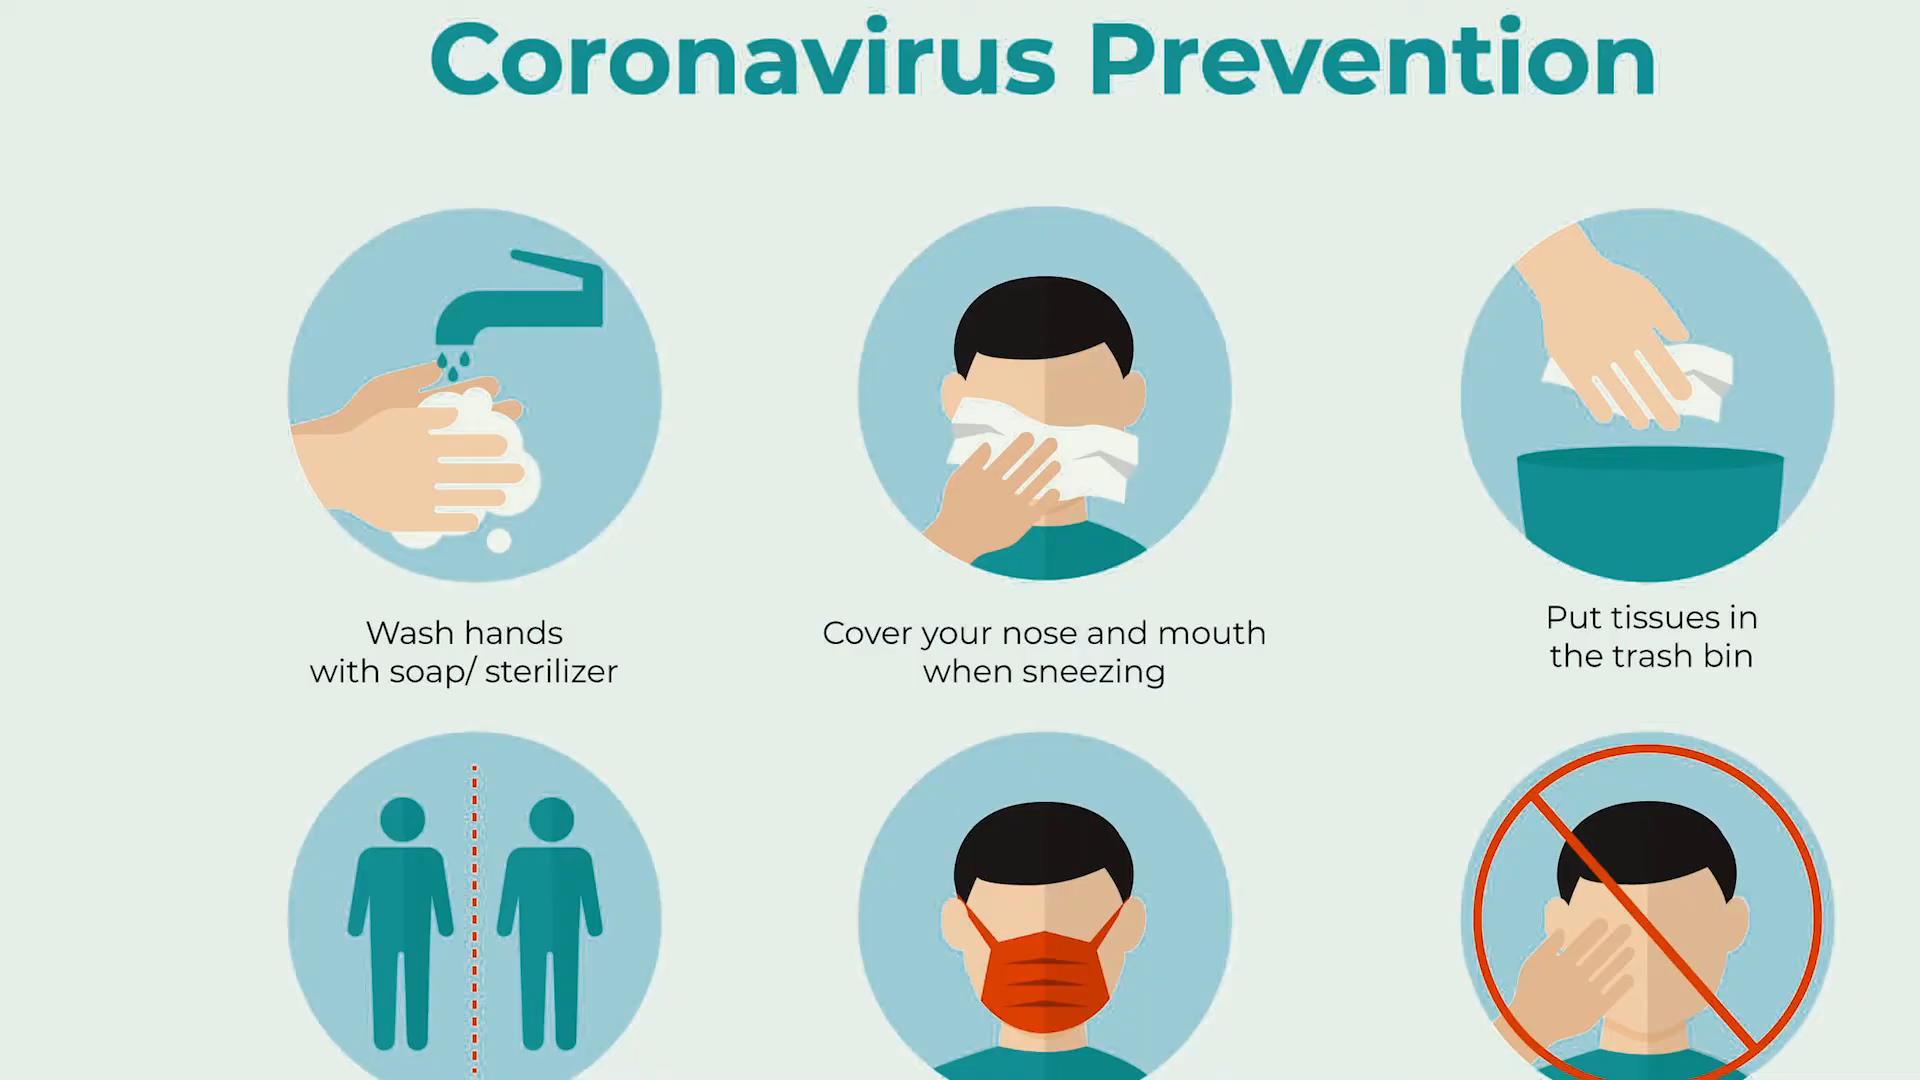 Coronavirus Prevention
Wash hands
with soap/ sterilizer
Cover your nose and mouth
when sneezing
Put tissues in
the trash bin